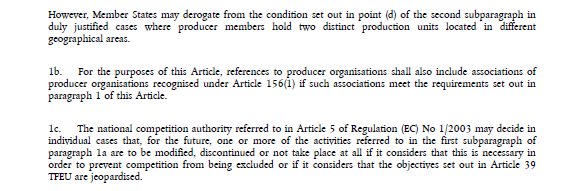 However, Member States may derogate from the condition set out in point (d) of the second subparagraph in
duly justified cases where producer members hold two distinct production units located in different
geographical areas.
1b. For the purposes of this Article, references to producer organisations shall also include associations of
producer organisations recognised under Article 156(1) if such associations meet the requirements set out in
paragraph 1 of this Article.
1c. The national competition authority referred to in Article 5 of Regulation (EC) No 1/2003 may decide in
individual cases that, for the future, one or more of the activities referred to in the first subparagraph of
paragraph 1a are to be modified, discontinued or not take place at all if it considers that this is necessary in
order to prevent competition from being excluded or if it considers that the objectives set out in Article 39
TFEU are jeopardised.